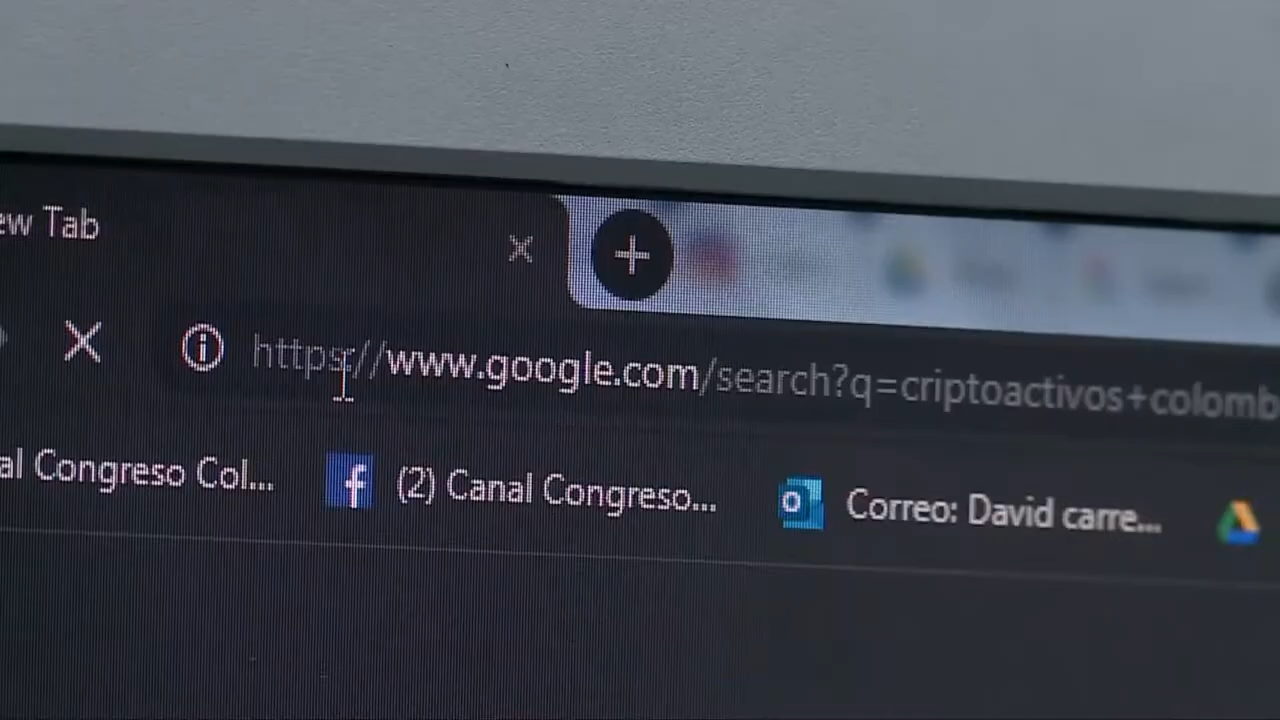 ew Tab
https://www.google.com/search?q=criptoactivos+colomb
al Congreso Col...
(2) Canal Congreso...
Correo: David carre...